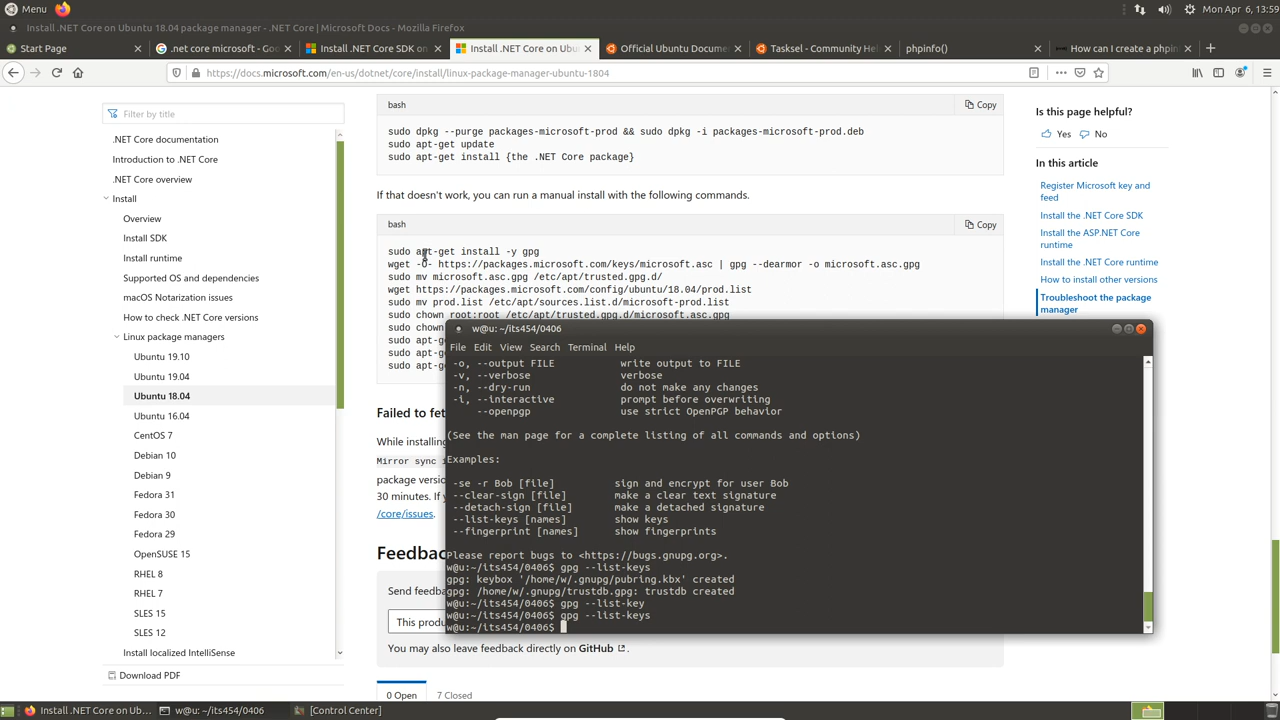 Menu
Mon Apr 6, 13:59
Install .NET Core on Ubuntu 18.04 package manager - .NET Core | Microsoft Docs - Mozilla Firefox
Start Page
.net core microsoft - Goo
Install .NET Core SDK on
Install .NET Core on Ubu
Official Ubuntu Docume
Tasksel - Community He
phpinfo()
How can I create a phpin
https://docs.microsoft.com/en-us/dotnet/core/install/linux-package-manager-ubuntu-1804
Filter by title
.NET Core documentation
Introduction to .NET Core
.NET Core overview
Install
Overview
Install SDK
Install runtime
Supported OS and dependencies
macOS Notarization issues
How to check .NET Core versions
Linux package managers
Ubuntu 19.10
Ubuntu 19.04
Ubuntu 18.04
Ubuntu 16.04
CentOS 7
Debian 10
Debian 9
Fedora 31
Fedora 30
Fedora 29
OpenSUSE 15
RHEL 8
RHEL 7
SLES 15
SLES 12
Install localized IntelliSense
Download PDF
bash
Copy
sudo dpkg --purge packages-microsoft-prod && sudo dpkg -i packages-microsoft-prod.deb
sudo apt-get update
sudo apt-get install {the .NET Core package}
If that doesn't work, you can run a manual install with the following commands.
bash
Copy
sudo apt-get install -y gpg
wget https://packages.microsoft.com/keys/microsoft.asc | gpg --dearmor -o microsoft.asc.gpg
sudo mv microsoft.asc.gpg /etc/apt/trusted.gpg.d/
wget https://packages.microsoft.com/config/ubuntu/18.04/prod.list
sudo mv prod.list /etc/apt/sources.list.d/microsoft-prod.list
sudo chown root:root /etc/apt/trusted.gpg.d/microsoft.asc.gpg
sudo chown
sudo apt-g
sudo apt-g
sudo apt-g
Failed to fet
While installing
Mirror sync i
package versio
30 minutes. If y
/core/issues.
Feedbac
Send feedba
This produ
You may also leave feedback directly on GitHub .
0 Open
7 Closed
Is this page helpful?
Yes
No
In this article
Register Microsoft key and
feed
Install the .NET Core SDK
Install the ASP.NET Core
runtime
Install the .NET Core runtime
How to install other versions
Troubleshoot the package
manager
w@u: ~/its454/0406
File Edit View Search Terminal Help
-o, --output FILE write output to FILE
-v, --verbose verbose
-n, --dry-run do not make any changes
-i, --interactive prompt before overwriting
--openpgp use strict OpenPGP behavior
(See the man page for a complete listing of all commands and options)
Examples:
-se -r Bob [file] sign and encrypt for user Bob
--clear-sign [file] make a clear text signature
--detach-sign [file] make a detached signature
--list-keys [names] show keys
--fingerprint [names] show fingerprints
Please report bugs to <https://bugs.gnupg.org>.
w@u:~/its454/0406$ gpg --list-keys
gpg: keybox '/home/w/.gnupg/pubring.kbx' created
gpg: /home/w/.gnupg/trustdb.gpg: trustdb created
w@u:~/its454/0406$ gpg --list-key
w@u:~/its454/0406$ gpg --list-keys
w@u:~/its454/0406$
Install .NET Core on Ub...
w@u: ~/its454/0406
[Control Center]